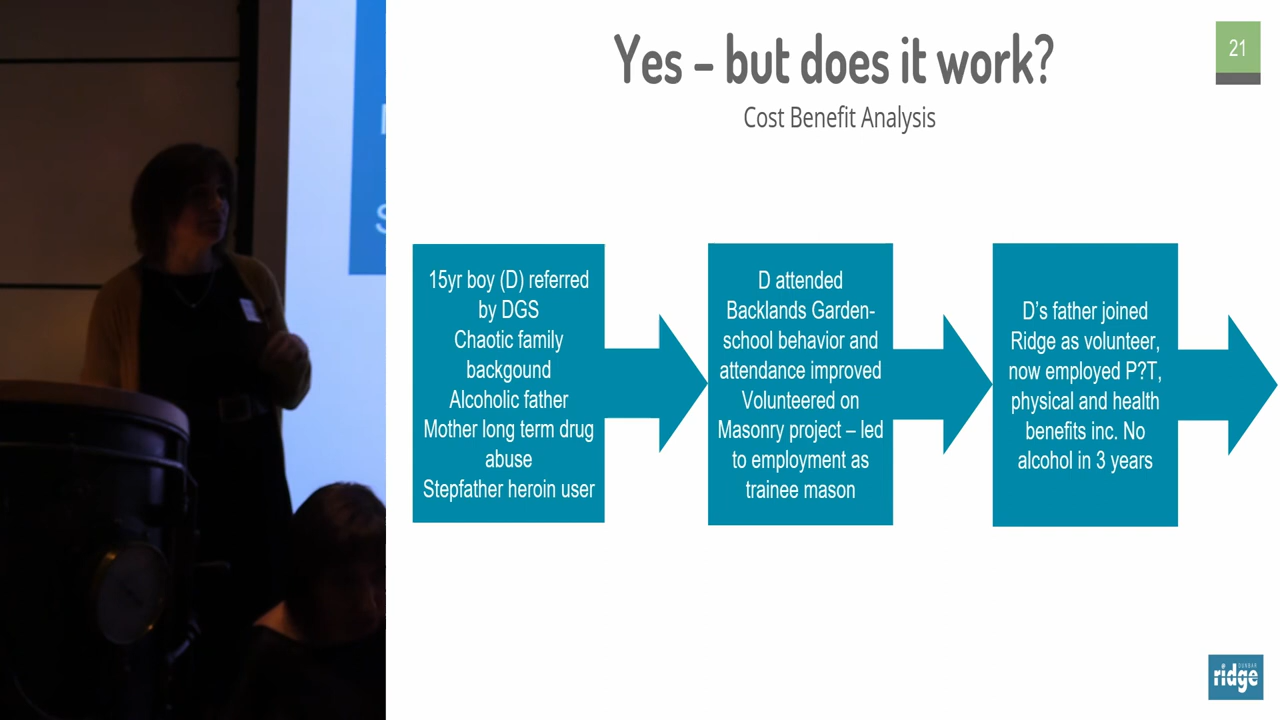 Yes – but does it work?
21
Cost Benefit Analysis
15yr boy (D) referred
by DGS
Chaotic family
backgound
Alcoholic father
Mother long term drug
abuse
Stepfather heroin user
D attended
Backlands Garden-
school behavior and
attendance improved
Volunteered on
Masonry project – led
to employment as
trainee mason
D's father joined
Ridge as volunteer,
now employed P?T,
physical and health
benefits inc. No
alcohol in 3 years
DUNBAR
ridge